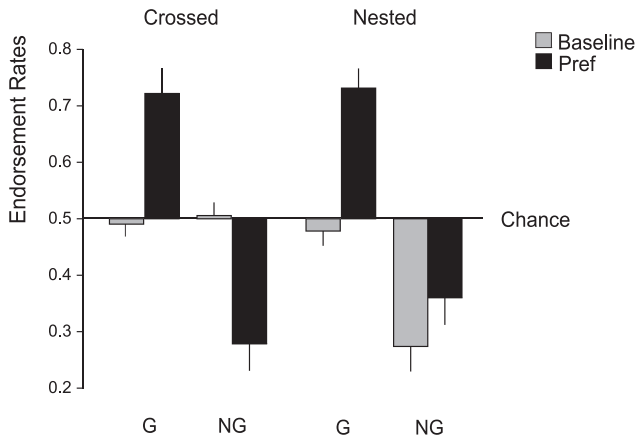 Crossed
Nested
Baseline
Pref
Endorsement Rates
0.8
0.7
0.6
0.5
0.4
0.3
0.2
Chance
G
NG
G
NG